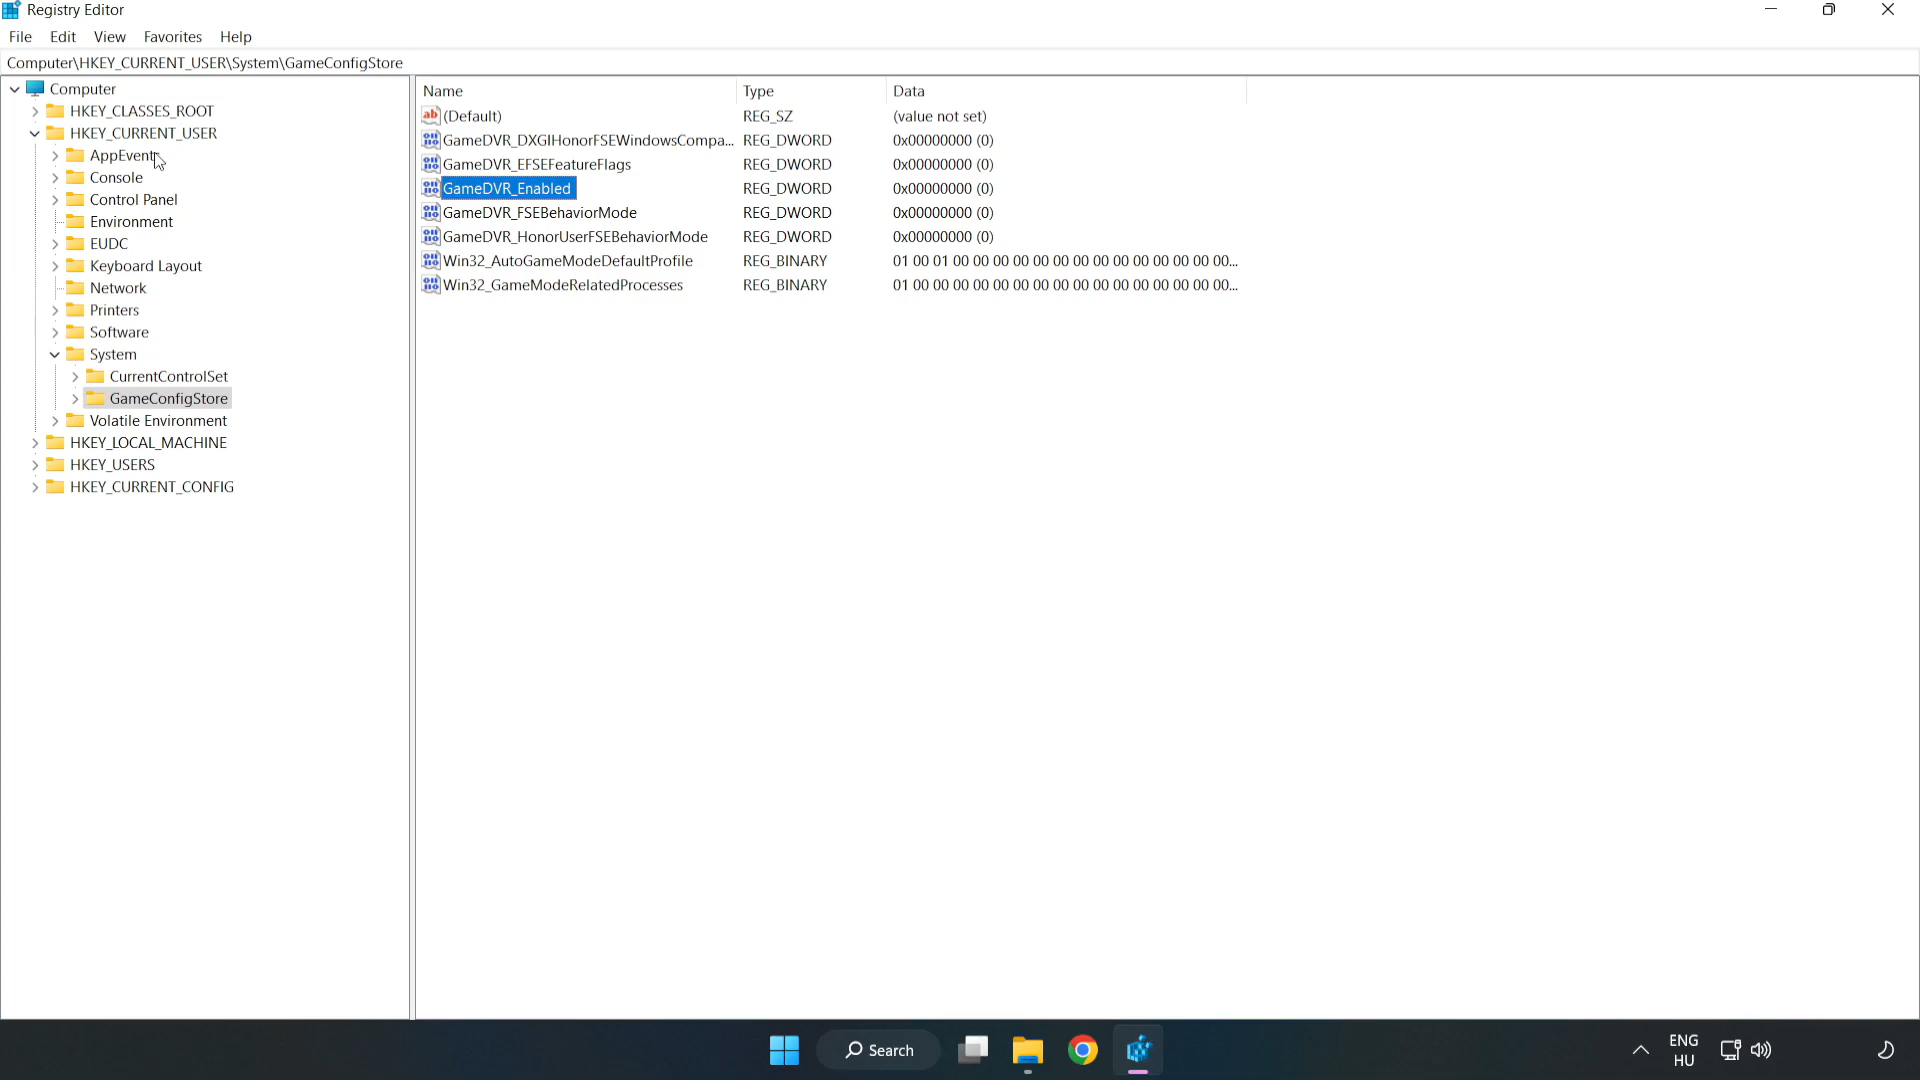 Registry Editor
File Edit View Favorites Help
Computer\HKEY_CURRENT_USER\System\GameConfigStore
Computer
HKEY_CLASSES_ROOT
HKEY_CURRENT_USER
AppEvents
Console
Control Panel
Environment
EUDC
Keyboard Layout
Network
Printers
Software
System
CurrentControlSet
GameConfigStore
Volatile Environment
HKEY_LOCAL_MACHINE
HKEY_USERS
HKEY_CURRENT_CONFIG
Name Type Data
(Default) REG_SZ (value not set)
GameDVR_DXGIHonorFSEWindowsCompa... REG_DWORD 0x00000000 (0)
GameDVR_EFSEFeatureFlags REG_DWORD 0x00000000 (0)
GameDVR_Enabled REG_DWORD 0x00000000 (0)
GameDVR_FSEBehaviorMode REG_DWORD 0x00000000 (0)
GameDVR_HonorUserFSEBehaviorMode REG_DWORD 0x00000000 (0)
Win32_AutoGameModeDefaultProfile REG_BINARY 01 00 01 00 00 00 00 00 00 00 00 00 00 00 00 00 00...
Win32_GameModeRelatedProcesses REG_BINARY 01 00 00 00 00 00 00 00 00 00 00 00 00 00 00 00 00...
Search
ENG
HU